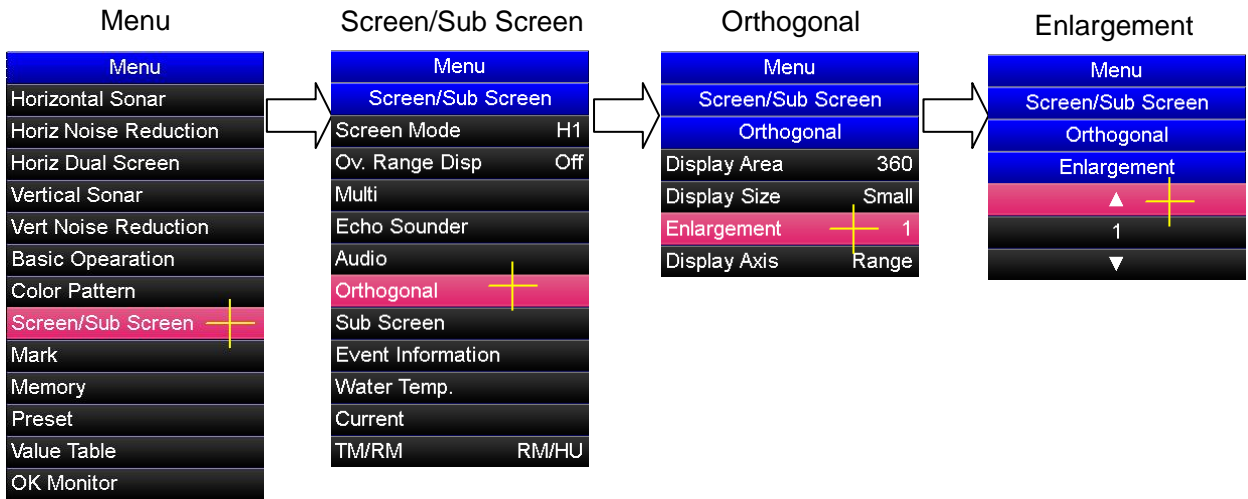 Menu
Menu
Horizontal Sonar
Horiz Noise Reduction
Horiz Dual Screen
Vertical Sonar
Vert Noise Reduction
Basic Opearation
Color Pattern
Screen/Sub Screen
Mark
Memory
Preset
Value Table
OK Monitor
Screen/Sub Screen
Menu
Screen/Sub Screen
Screen Mode H1
Ov. Range Disp Off
Multi
Echo Sounder
Audio
Orthogonal
Sub Screen
Event Information
Water Temp.
Current
TM/RM RM/HU
Orthogonal
Menu
Screen/Sub Screen
Orthogonal
Display Area 360
Display Size Small
Enlargement 1
Display Axis Range
Enlargement
Menu
Screen/Sub Screen
Orthogonal
Enlargement
▲
1
▼